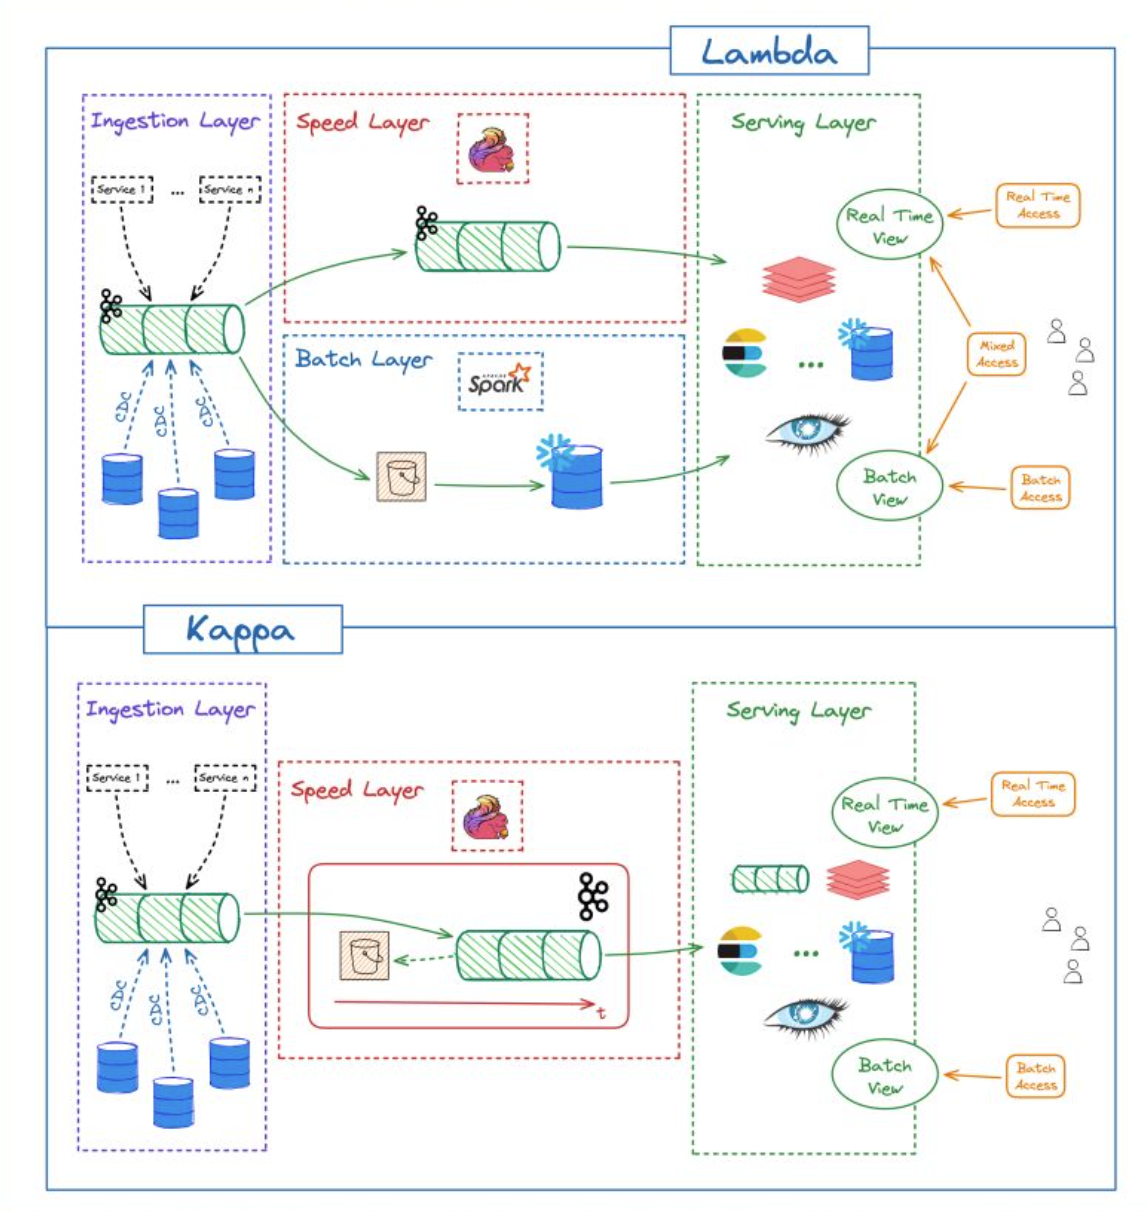 Lambda
Ingestion Layer
Service 1
...
Service n
CDC
CDC
CDC
Speed Layer
Batch Layer
APACHE
Spark
Serving Layer
Real Time
View
...
Batch
View
Real Time
Access
Mixed
Access
Batch
Access
Kappa
Ingestion Layer
Service 1
...
Service n
CDC
CDC
CDC
Speed Layer
t
Serving Layer
Real Time
View
...
Batch
View
Real Time
Access
Batch
Access